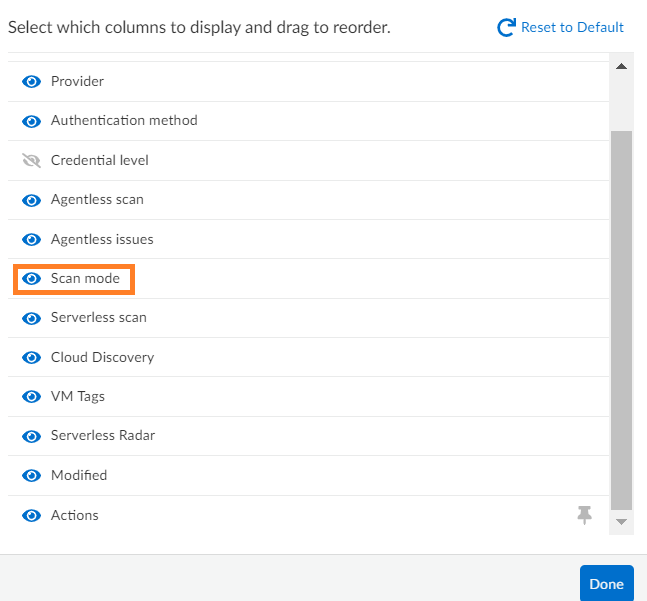 Select which columns to display and drag to reorder.
Reset to Default
Provider
Authentication method
Credential level
Agentless scan
Agentless issues
Scan mode
Serverless scan
Cloud Discovery
VM Tags
Serverless Radar
Modified
Actions
Done